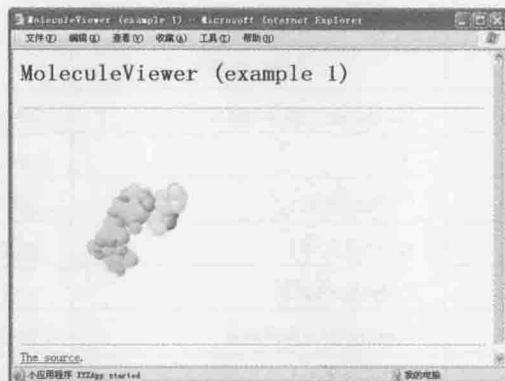 MoleculeViewer (example 1) - Microsoft Internet Explorer
文件(F) 编辑(E) 查看(V) 收藏(A) 工具(T) 帮助(H)
MoleculeViewer (example 1)
The source.
小应用程序 XYZApp started
我的电脑